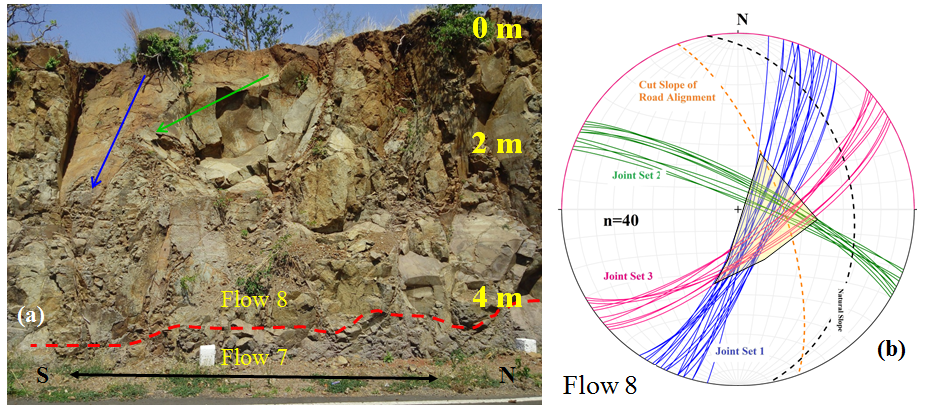 0 m
2 m
4 m
Flow 8
(a)
Flow 7
S
N
N
Cut Slope of
Road Alignment
Joint Set 2
n=40
Joint Set 3
Natural Slope
Joint Set 1
(b)
Flow 8